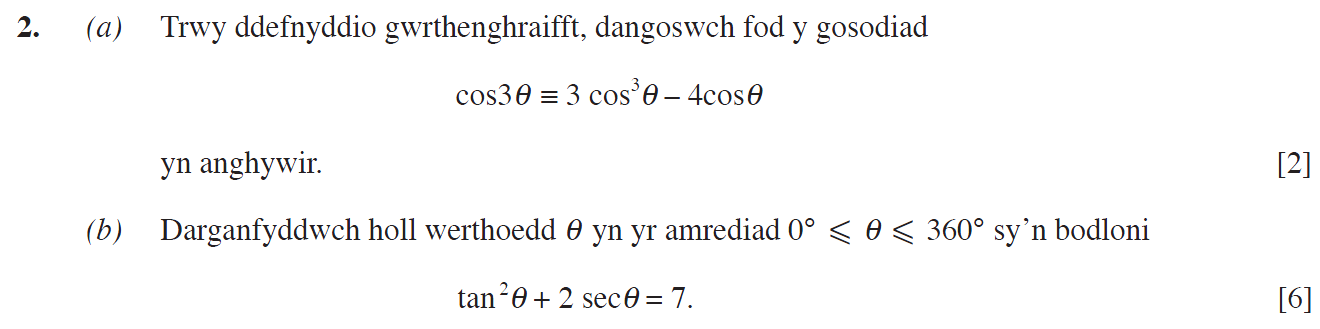 2. (a) Trwy ddefnyddio gwrthenghraifft, dangoswch fod y gosodiad
cos3θ ≡ 3 cos³θ – 4cosθ
yn anghywir. [2]
(b) Darganfyddwch holl werthoedd θ yn yr amrediad 0° ⩽ θ ⩽ 360° sy’n bodloni
tan²θ + 2 secθ = 7. [6]